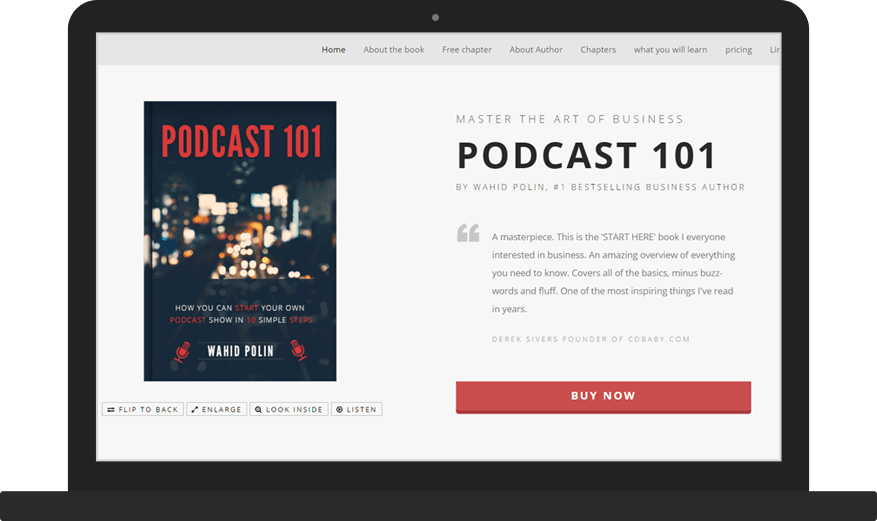 Home About the book Free chapter About Author Chapters what you will learn pricing
PODCAST 101
HOW YOU CAN START YOUR OWN
PODCAST SHOW IN 10 SIMPLE STEPS
WAHID POLIN
FLIP TO BACK ENLARGE LOOK INSIDE LISTEN
MASTER THE ART OF BUSINESS
PODCAST 101
BY WAHID POLIN, #1 BESTSELLING BUSINESS AUTHOR
A masterpiece. This is the 'START HERE' book I everyone
interested in business. An amazing overview of everything
you need to know. Covers all of the basics, minus buzz-
words and fluff. One of the most inspiring things I've read
in years.
DEREK SIVERS FOUNDER OF CDBABY.COM
BUY NOW